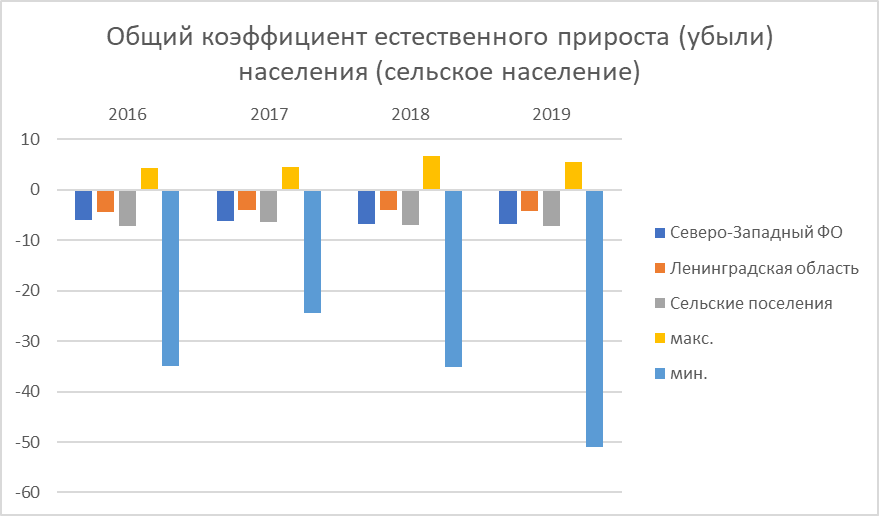 Общий коэффициент естественного прироста (убыли)
населения (сельское население)
2016 2017 2018 2019
10
0
-10
-20
-30
-40
-50
-60
Северо-Западный ФО
Ленинградская область
Сельские поселения
макс.
мин.